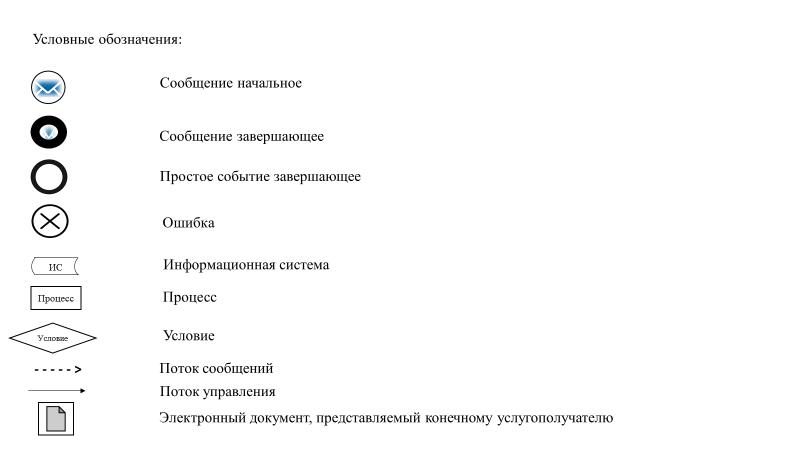 Условные обозначения:
Сообщение начальное
Сообщение завершающее
Простое событие завершающее
Ошибка
ИС Информационная система
Процесс Процесс
Условие Условие
Поток сообщений
Поток управления
Электронный документ, представляемый конечному услугополучателю